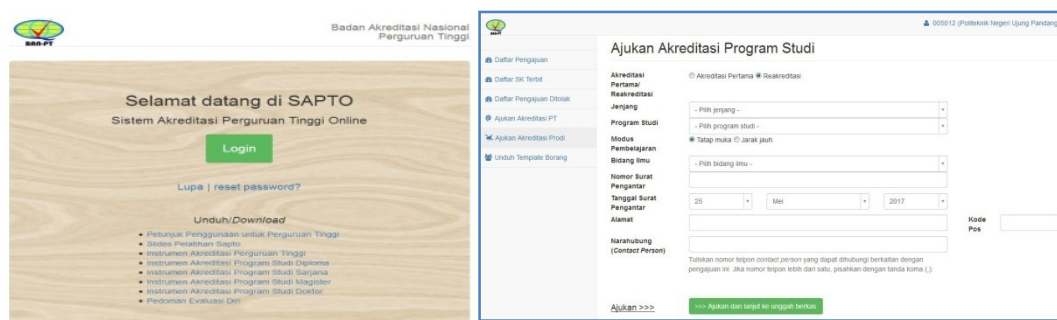 BAN-PT
Badan Akreditasi Nasional
Perguruan Tinggi
Selamat datang di SAPTO
Sistem Akreditasi Perguruan Tinggi Online
Login
Lupa | reset password?
Unduh/Download
Petunjuk Penggunaan untuk Perguruan Tinggi
Slides Pelatihan Sapto
Instrumen Akreditasi Perguruan Tinggi
Instrumen Akreditasi Program Studi Diploma
Instrumen Akreditasi Program Studi Sarjana
Instrumen Akreditasi Program Studi Magister
Instrumen Akreditasi Program Studi Doktor
Pedoman Evaluasi Diri
005012 (Politeknik Negeri Ujung Pandang
Daftar Pengajuan
Daftar SK Terbit
Daftar Pengajuan Ditolak
Ajukan Akreditasi PT
Ajukan Akreditasi Prodi
Unduh Template Borang
Ajukan Akreditasi Program Studi
Akreditasi Pertama/ Reakreditasi
Akreditasi Pertama Reakreditasi
Jenjang
- Pilih jenjang -
Program Studi
- Pilih program studi -
Modus Pembelajaran
Tatap muka Jarak jauh
Bidang Ilmu
- Pilih bidang ilmu -
Nomor Surat Pengantar
Tanggal Surat Pengantar
25 Mei 2017
Alamat
Kode Pos
Narahubung
(Contact Person)
Tuliskan nomor telpon contact person yang dapat dihubungi berkaitan dengan
pengajuan ini. Jika nomor telpon lebih dari satu, pisahkan dengan tanda koma (,).
Ajukan >>>
>>> Ajukan dan lanjut ke unggah berkas